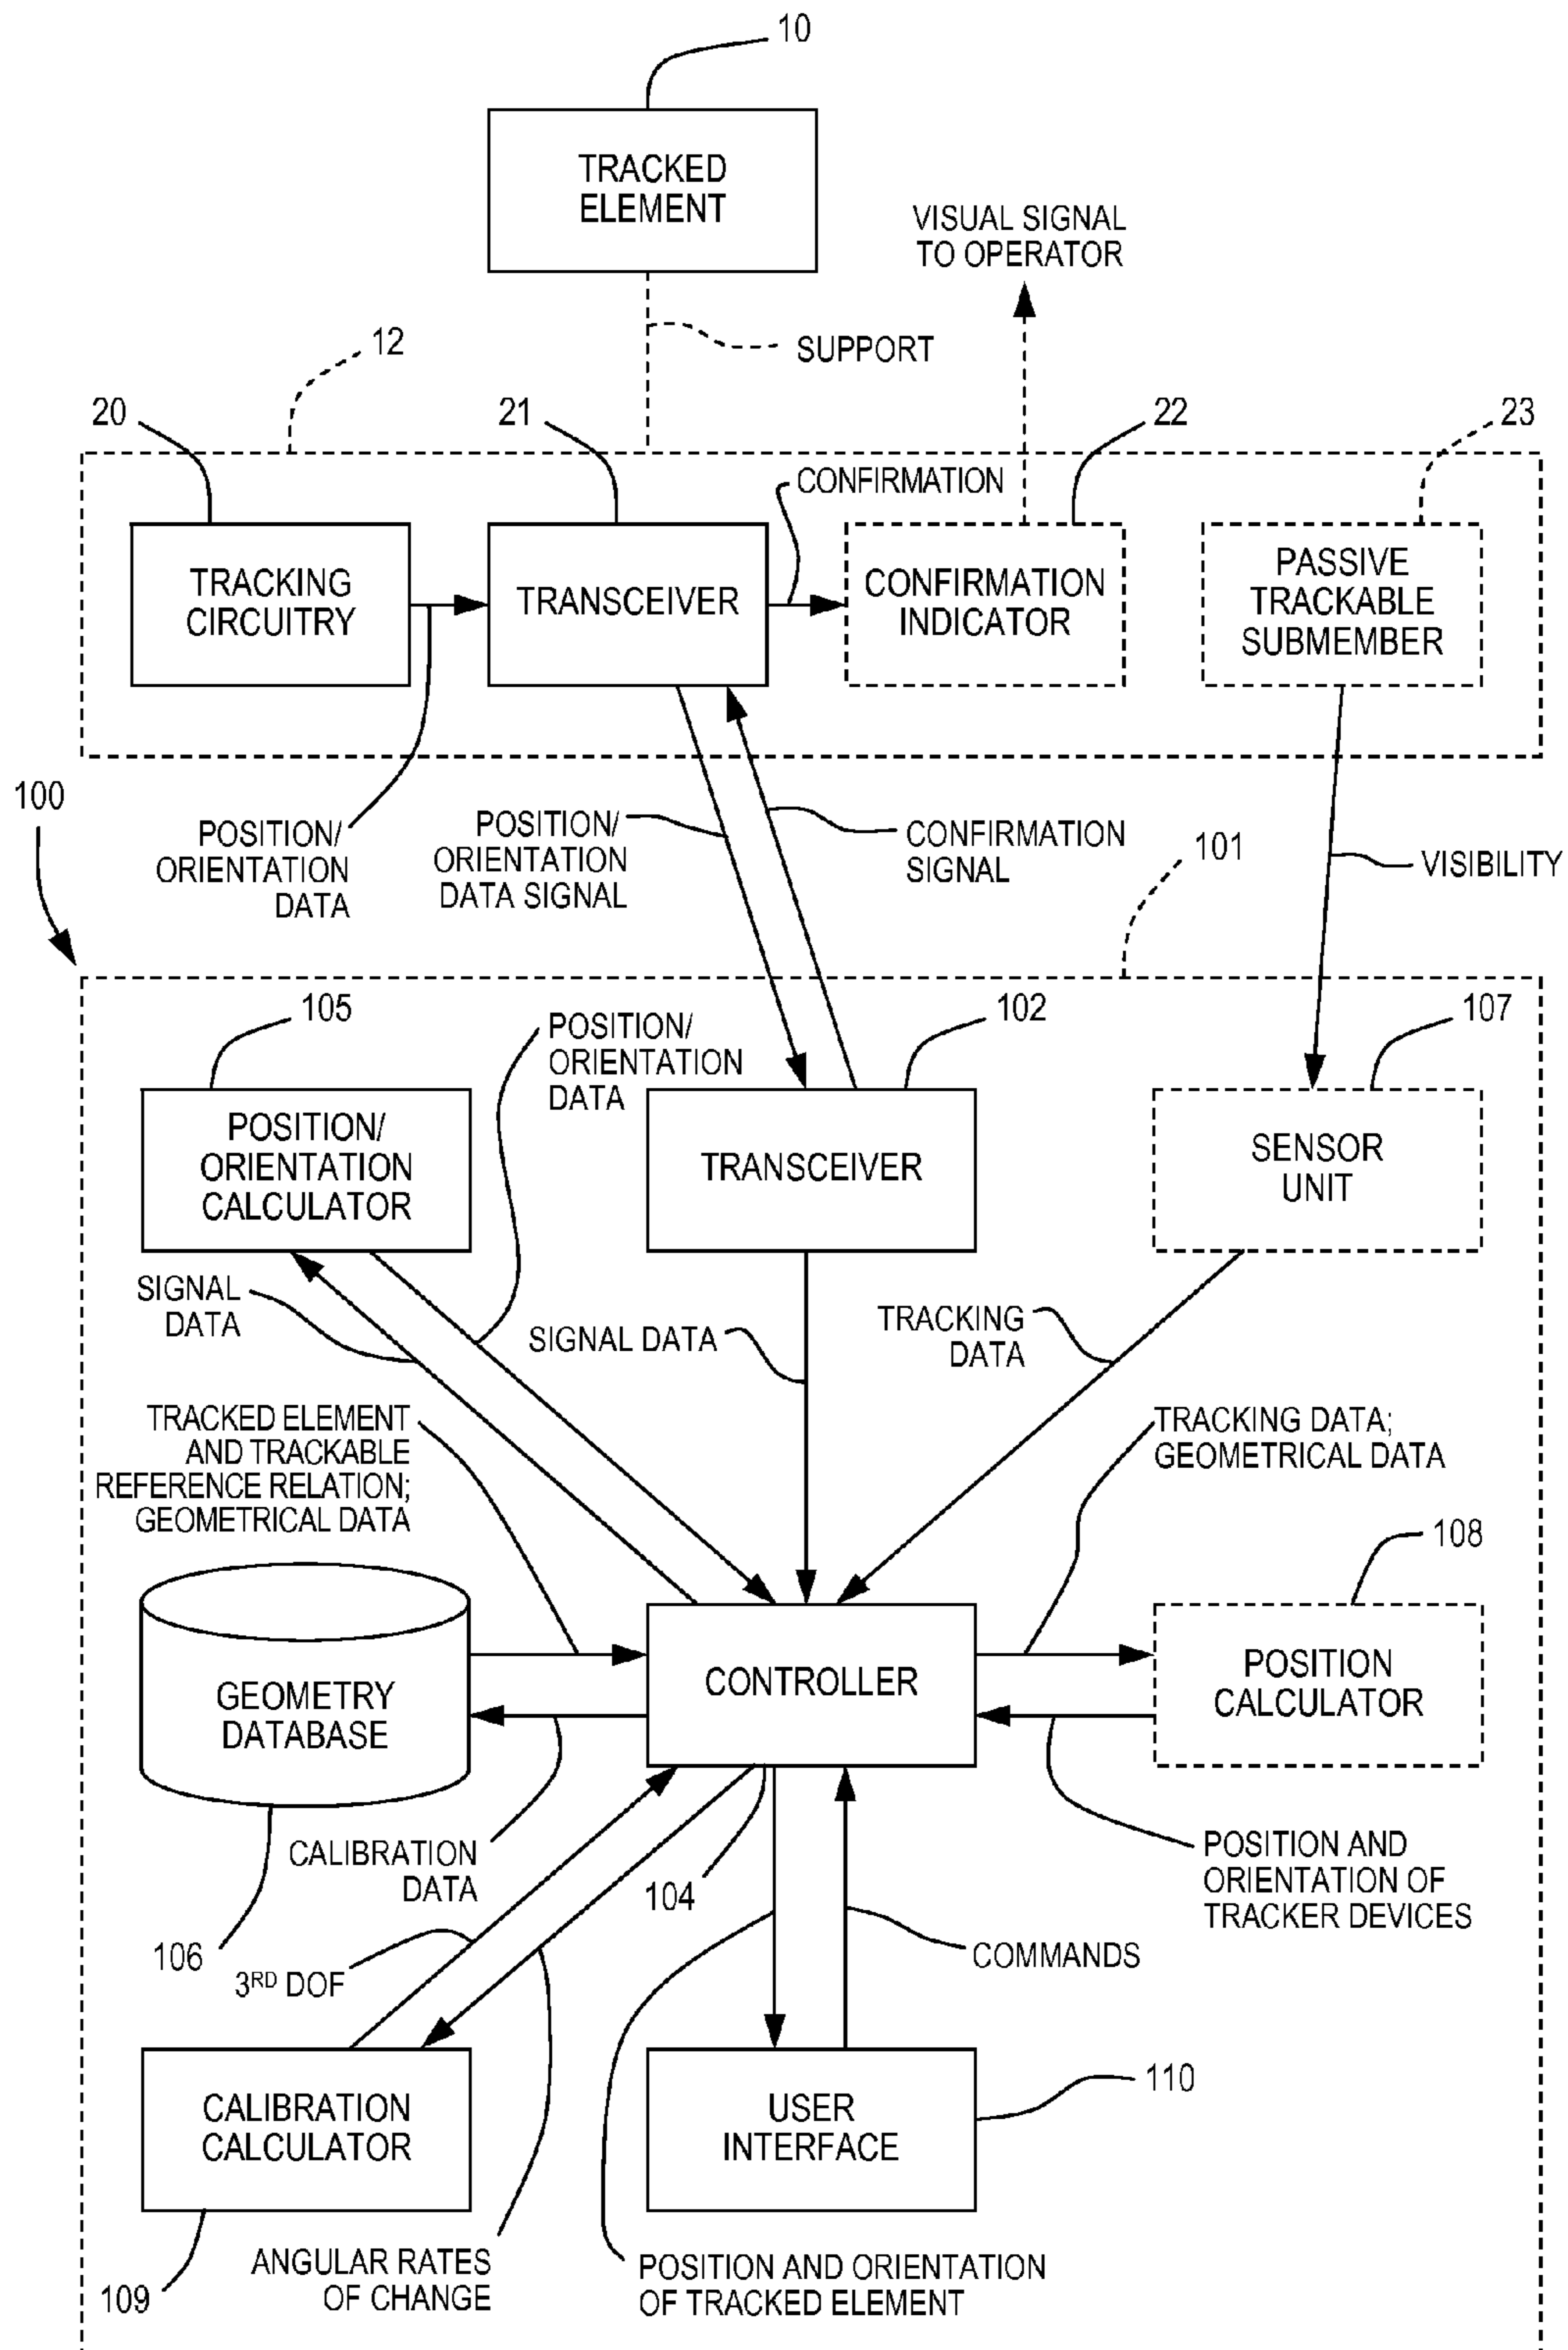 10
TRACKED
ELEMENT
VISUAL SIGNAL
TO OPERATOR
12
SUPPORT
20
21
22
23
CONFIRMATION
TRACKING
CIRCUITRY
TRANSCEIVER
CONFIRMATION
INDICATOR
PASSIVE
TRACKABLE
SUBMEMBER
100
POSITION/
ORIENTATION
DATA
POSITION/
ORIENTATION
DATA SIGNAL
CONFIRMATION
SIGNAL
101
VISIBILITY
105
POSITION/
ORIENTATION
DATA
102
107
POSITION/
ORIENTATION
CALCULATOR
TRANSCEIVER
SENSOR
UNIT
SIGNAL
DATA
SIGNAL DATA
TRACKING
DATA
TRACKED ELEMENT
AND TRACKABLE
REFERENCE RELATION;
GEOMETRICAL DATA
TRACKING DATA;
GEOMETRICAL DATA
108
GEOMETRY
DATABASE
CONTROLLER
POSITION
CALCULATOR
CALIBRATION
DATA
104
POSITION AND
ORIENTATION OF
TRACKER DEVICES
106
3RD DOF
COMMANDS
CALIBRATION
CALCULATOR
USER
INTERFACE
110
109
ANGULAR RATES
OF CHANGE
POSITION AND ORIENTATION
OF TRACKED ELEMENT